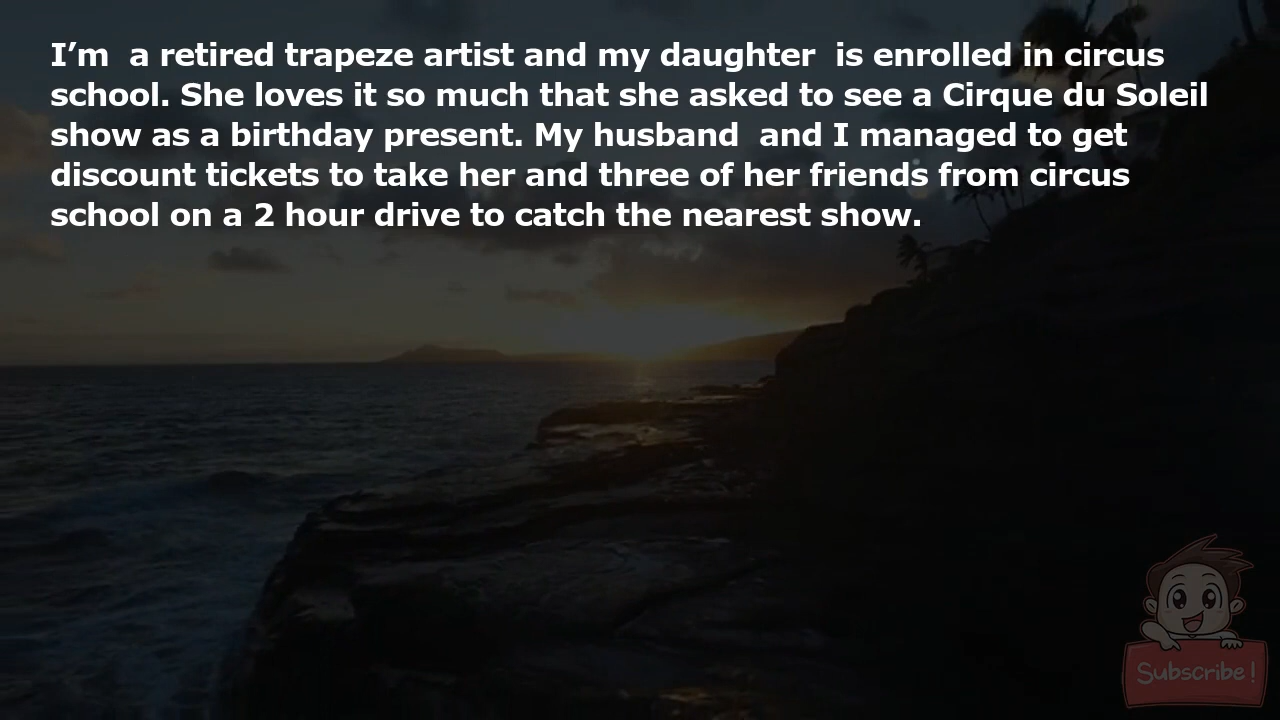 I’m  a retired trapeze artist and my daughter  is enrolled in circus
school. She loves it so much that she asked to see a Cirque du Soleil
show as a birthday present. My husband  and I managed to get
discount tickets to take her and three of her friends from circus
school on a 2 hour drive to catch the nearest show.
Subscribe!